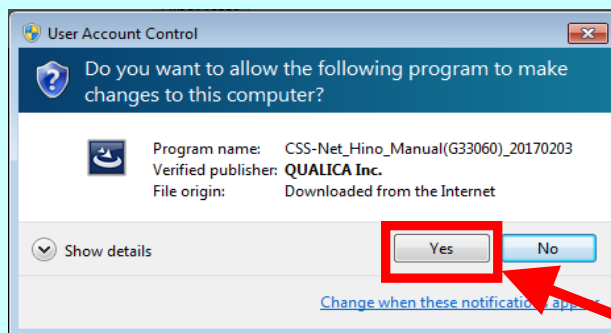 User Account Control
Do you want to allow the following program to make
changes to this computer?
Program name: CSS-Net_Hino_Manual(G33060)_20170203
Verified publisher: QUALICA Inc.
File origin: Downloaded from the Internet
Show details
Yes
No
Change when these notifications appear